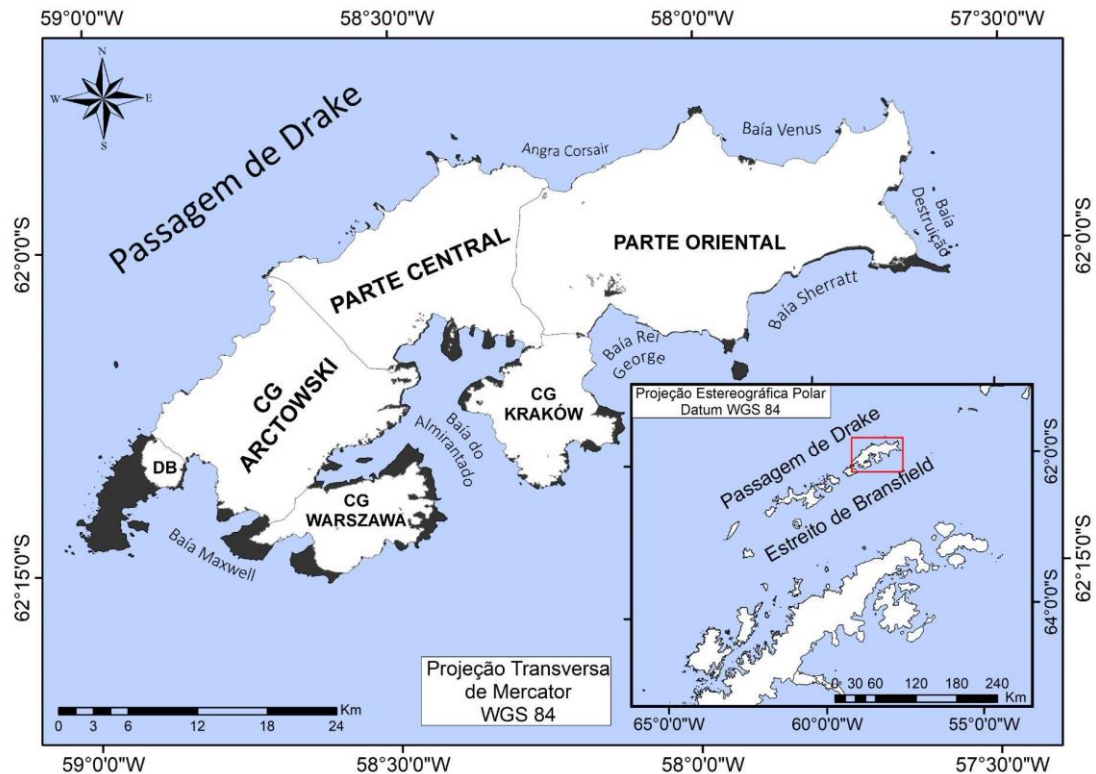 59°0'0"W
58°30'0"W
58°0'0"W
57°30'0"W
N
W
E
S
Passagem de Drake
Angra Corsair
Baía Venus
Baía
Destruição
62°0'0"S
62°0'0"S
PARTE CENTRAL
PARTE ORIENTAL
Baía Sherratt
Baía Rei
George
CG
ARCTOWSKI
CG
KRAKÓW
Baía do
Almirantado
DB
CG
WARSZAWA
Baía Maxwell
62°15'0"S
62°15'0"S
Projeção Transversa
de Mercator
WGS 84
0 3 6 12 18 24 Km
Projeção Estereográfica Polar
Datum WGS 84
Passagem de Drake
Estreito de Bransfield
62°0'0"S
64°0'0"S
0 30 60 120 180 240
Km
65°0'0"W
60°0'0"W
55°0'0"W
59°0'0"W
58°30'0"W
58°0'0"W
57°30'0"W